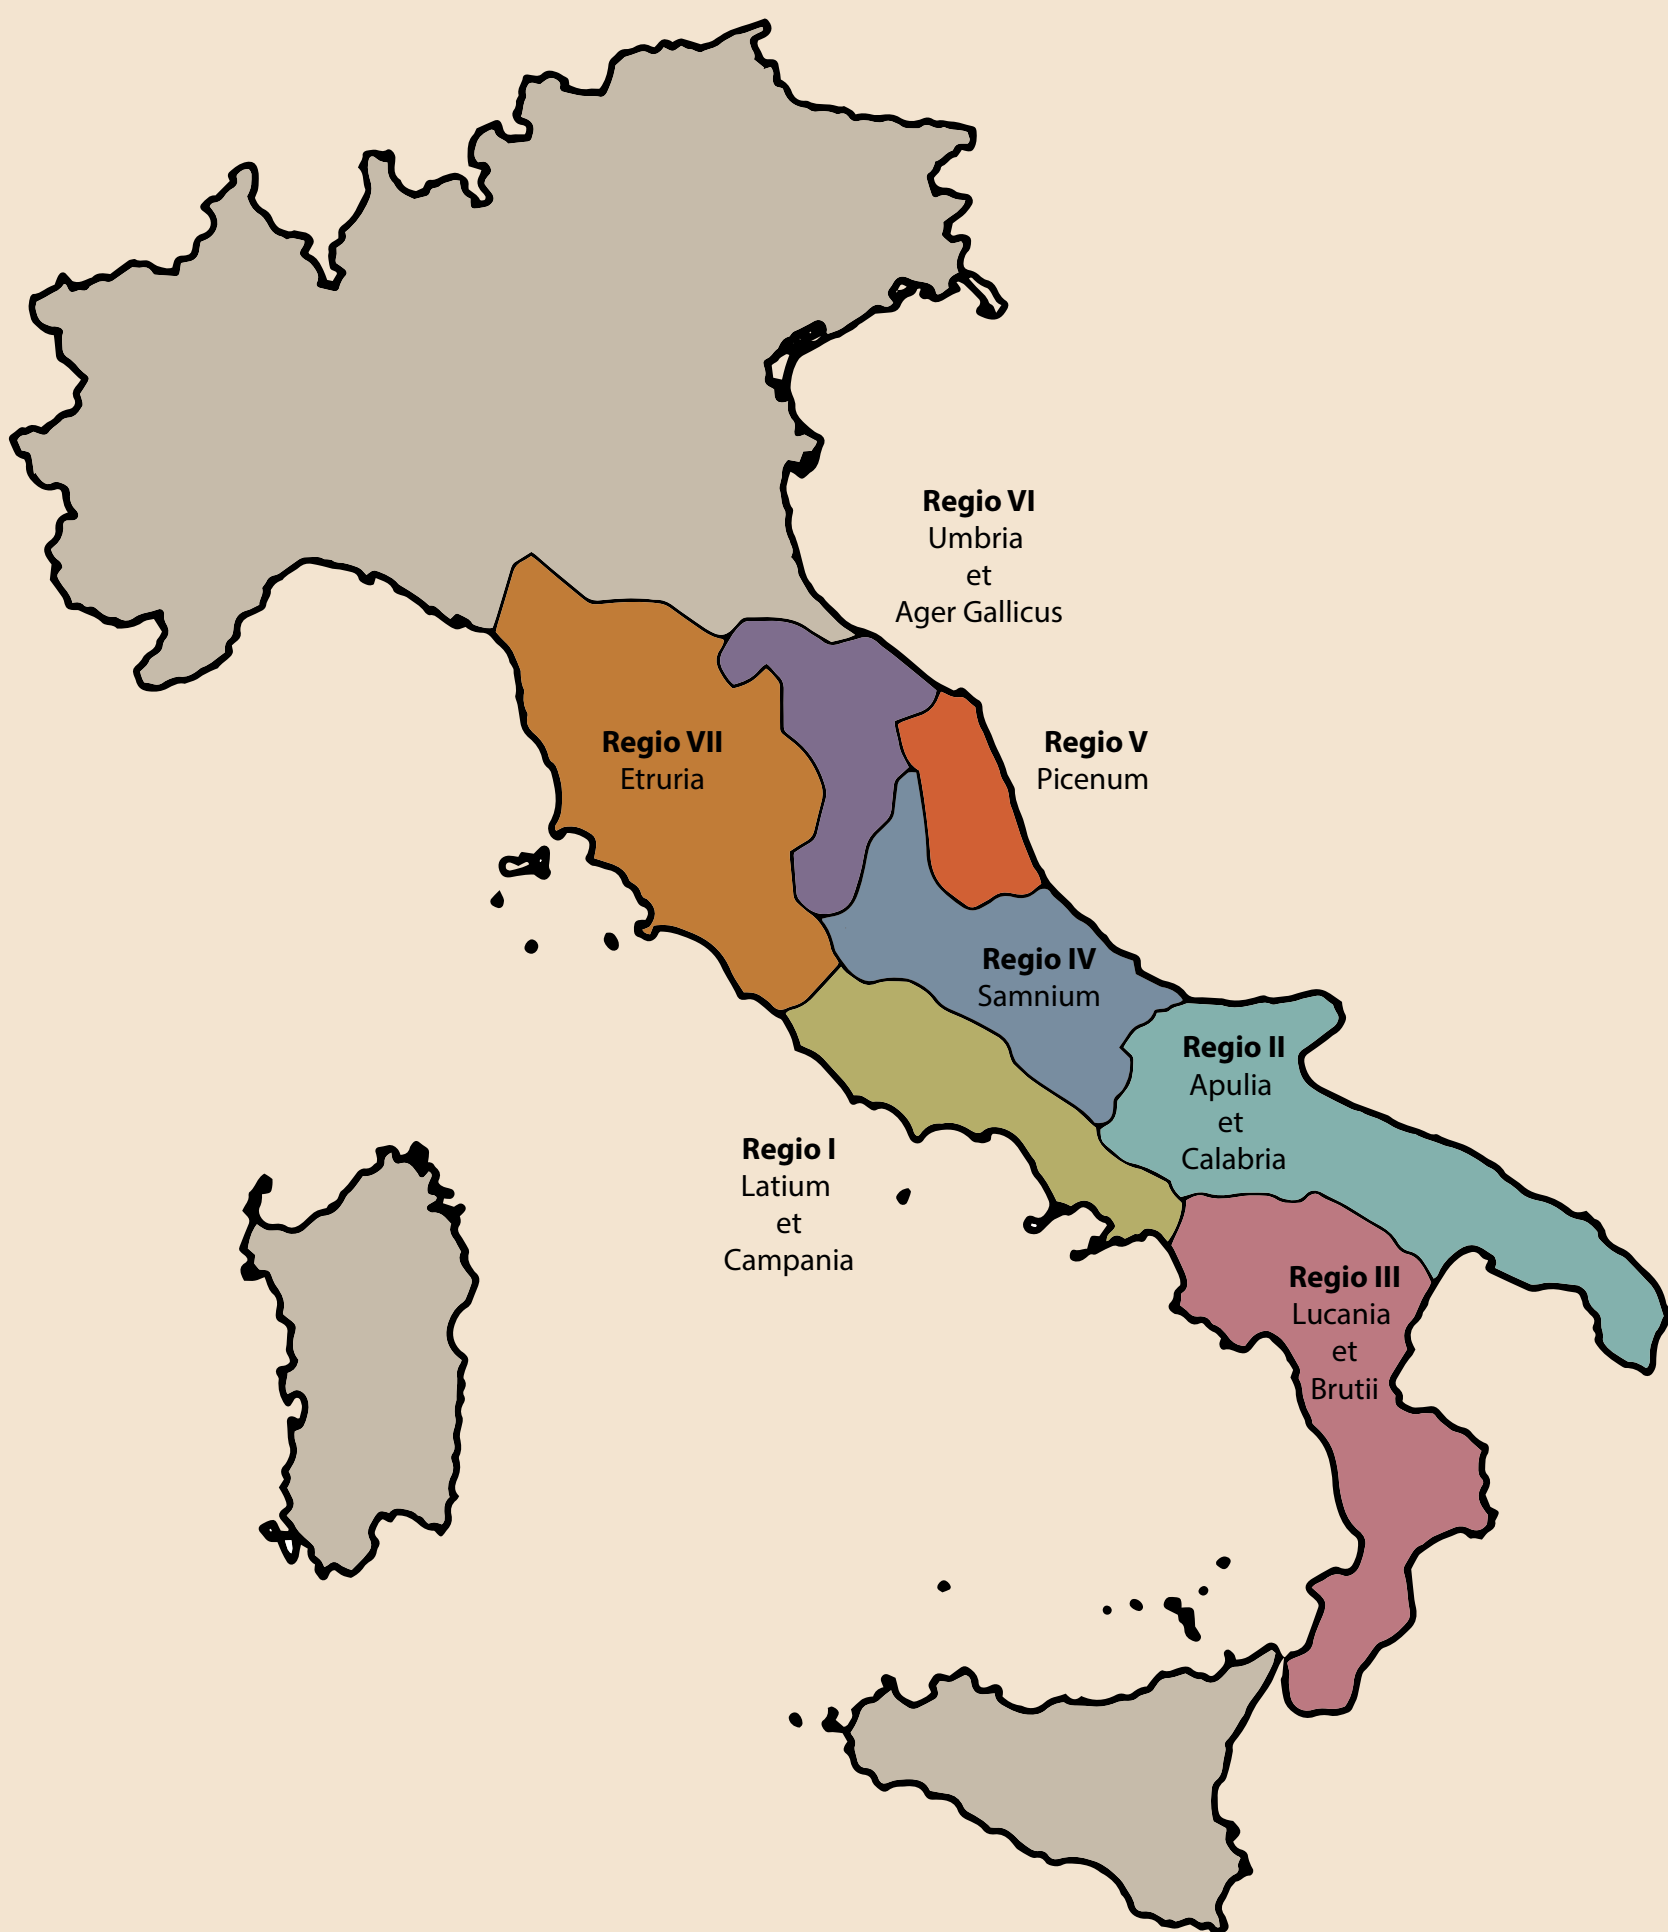 Regio VI
Umbria
et
Ager Gallicus
Regio VII
Etruria
Regio V
Picenum
Regio IV
Samnium
Regio II
Apulia
et
Calabria
Regio I
Latium
et
Campania
Regio III
Lucania
et
Brutii